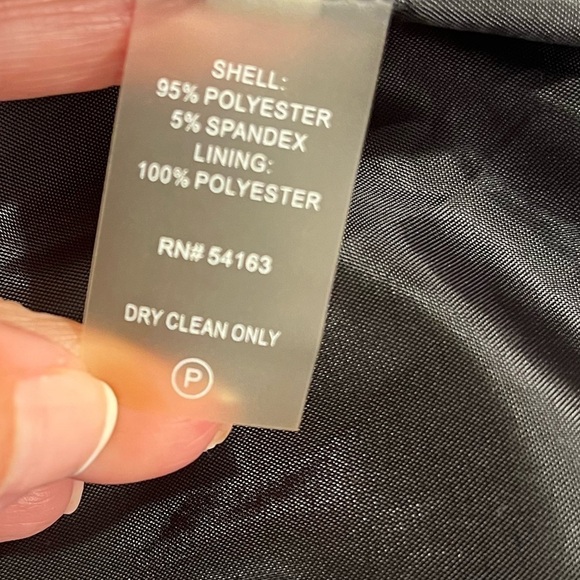 SHELL:
95% POLYESTER
5% SPANDEX
LINING:
100% POLYESTER
RN# 54163
DRY CLEAN ONLY
P